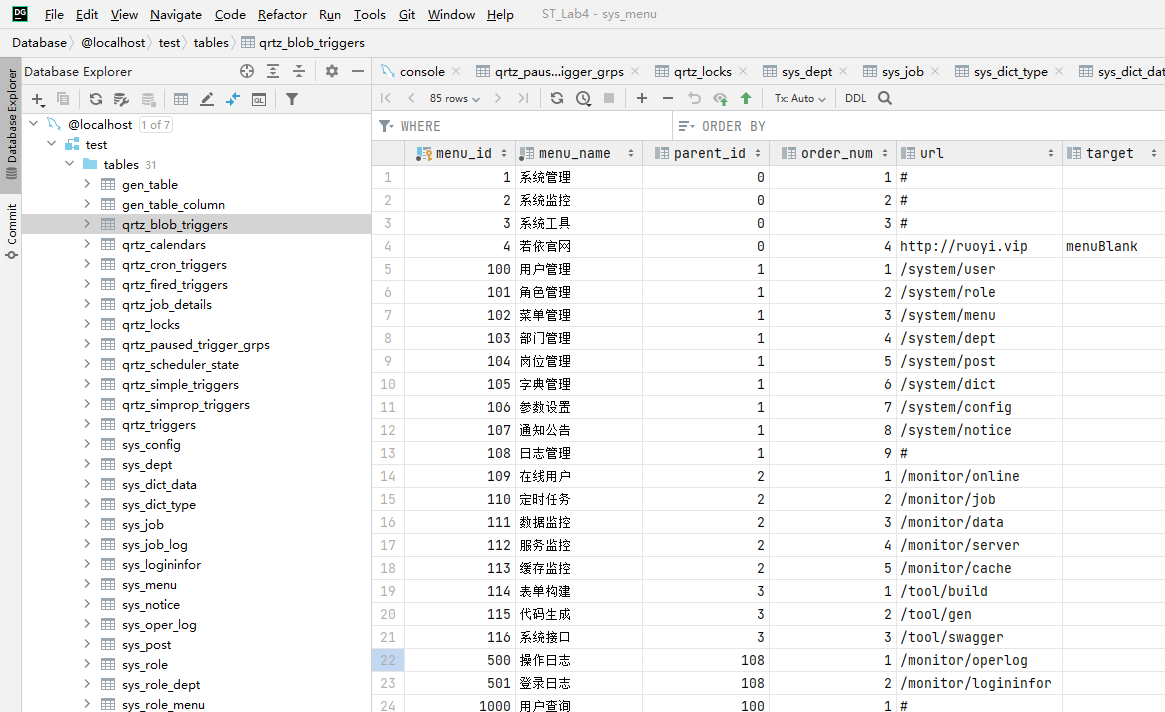 DG File Edit View Navigate Code Refactor Run Tools Git Window Help ST_Lab4 - sys_menu
Database @localhost test tables qrtz_blob_triggers
Database Explorer
Commit
Database Explorer
@localhost 1 of 7
test
tables 31
gen_table
gen_table_column
qrtz_blob_triggers
qrtz_calendars
qrtz_cron_triggers
qrtz_fired_triggers
qrtz_job_details
qrtz_locks
qrtz_paused_trigger_grps
qrtz_scheduler_state
qrtz_simple_triggers
qrtz_simprop_triggers
qrtz_triggers
sys_config
sys_dept
sys_dict_data
sys_dict_type
sys_job
sys_job_log
sys_logininfor
sys_menu
sys_notice
sys_oper_log
sys_post
sys_role
sys_role_dept
sys_role_menu
console qrtz_paus...igger_grps qrtz_locks sys_dept sys_job sys_dict_type sys_dict_dat
85 rows Tx: Auto DDL
WHERE ORDER BY
menu_id menu_name parent_id order_num url target
1 1 系统管理 0 1 #
2 2 系统监控 0 2 #
3 3 系统工具 0 3 #
4 4 若依官网 0 4 http://ruoyi.vip menuBlank
5 100 用户管理 1 1 /system/user
6 101 角色管理 1 2 /system/role
7 102 菜单管理 1 3 /system/menu
8 103 部门管理 1 4 /system/dept
9 104 岗位管理 1 5 /system/post
10 105 字典管理 1 6 /system/dict
11 106 参数设置 1 7 /system/config
12 107 通知公告 1 8 /system/notice
13 108 日志管理 1 9 #
14 109 在线用户 2 1 /monitor/online
15 110 定时任务 2 2 /monitor/job
16 111 数据监控 2 3 /monitor/data
17 112 服务监控 2 4 /monitor/server
18 113 缓存监控 2 5 /monitor/cache
19 114 表单构建 3 1 /tool/build
20 115 代码生成 3 2 /tool/gen
21 116 系统接口 3 3 /tool/swagger
22 500 操作日志 108 1 /monitor/operlog
23 501 登录日志 108 2 /monitor/logininfor
24 1000 用户查询 100 1 #